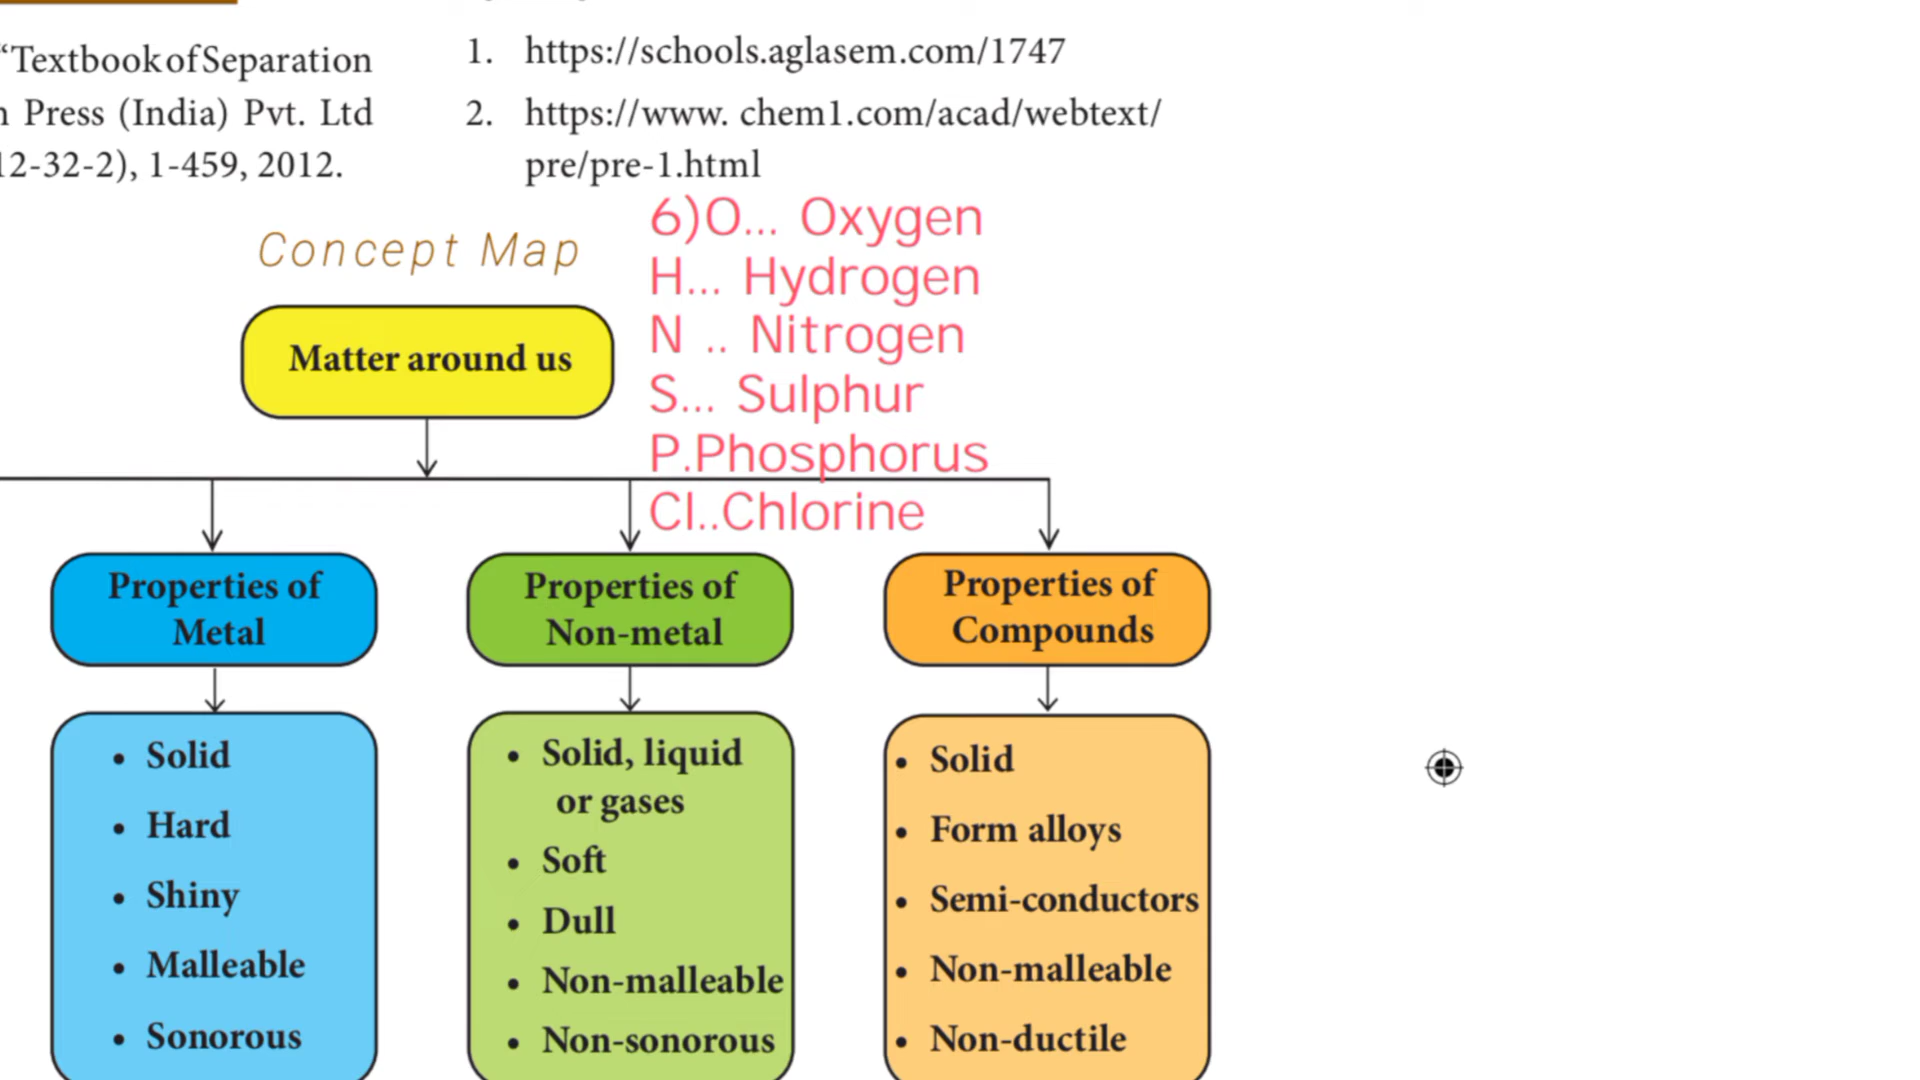 “Textbook of Separation
Press (India) Pvt. Ltd
12-32-2), 1-459, 2012.
1. https://schools.aglasem.com/1747
2. https://www. chem1.com/acad/webtext/
pre/pre-1.html
Concept Map
6)O... Oxygen
H... Hydrogen
N .. Nitrogen
S... Sulphur
P.Phosphorus
Cl..Chlorine
Matter around us
Properties of
Metal
• Solid
• Hard
• Shiny
• Malleable
• Sonorous
Properties of
Non-metal
• Solid, liquid
or gases
• Soft
• Dull
• Non-malleable
• Non-sonorous
Properties of
Compounds
• Solid
• Form alloys
• Semi-conductors
• Non-malleable
• Non-ductile